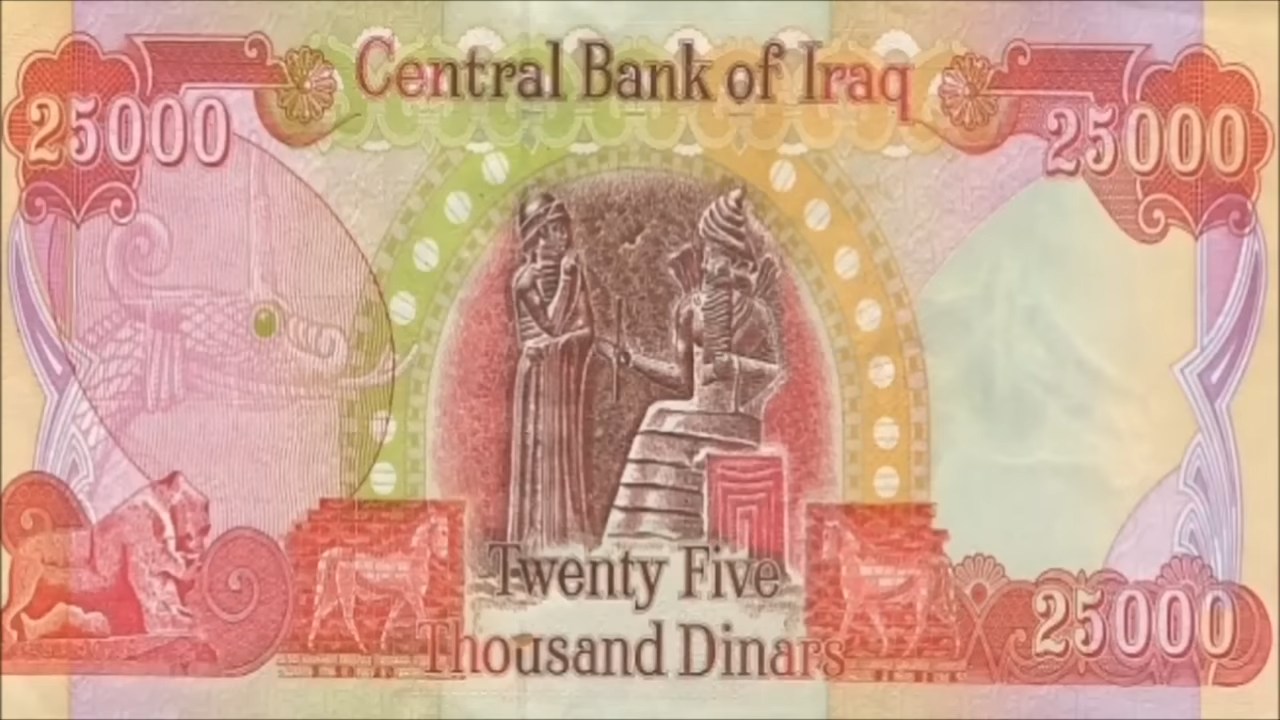 Central Bank of Iraq
25000
25000
Twenty Five
Thousand Dinars
25000